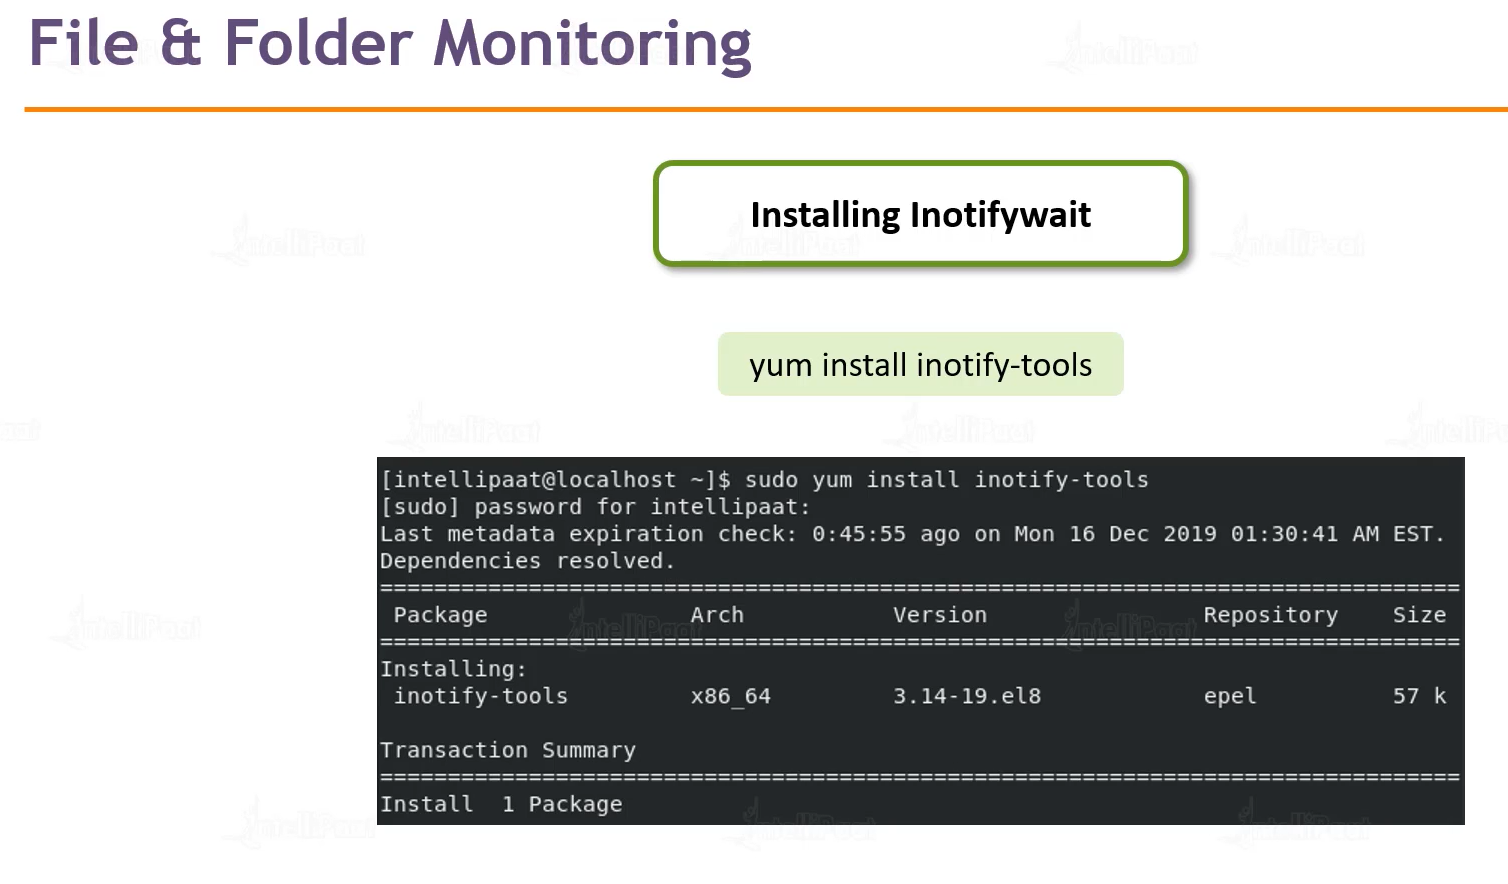 File & Folder Monitoring
Installing Inotifywait
yum install inotify-tools
[intellipaat@localhost ~]$ sudo yum install inotify-tools
[sudo] password for intellipaat:
Last metadata expiration check: 0:45:55 ago on Mon 16 Dec 2019 01:30:41 AM EST.
Dependencies resolved.
================================================================================
Package Arch Version Repository Size
================================================================================
Installing:
inotify-tools x86_64 3.14-19.el8 epel 57 k
Transaction Summary
================================================================================
Install 1 Package